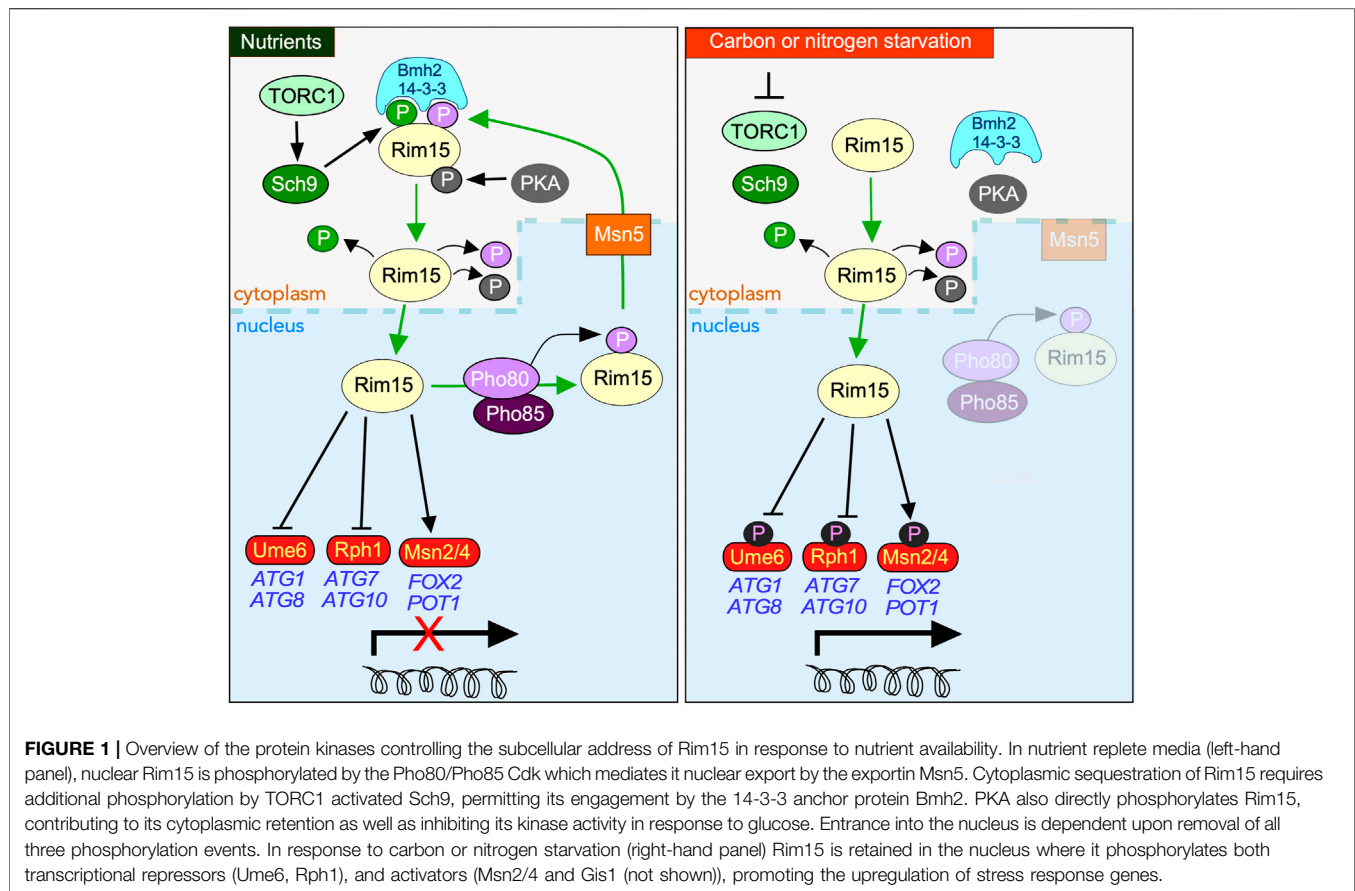 Nutrients
Bmh2
14-3-3
TORC1
P
P
Rim15
Sch9
P
PKA
Msn5
P
Rim15
P
P
cytoplasm
nucleus
P
Rim15
Pho80
Rim15
Pho85
Ume6
Rph1
Msn2/4
ATG1
ATG7
FOX2
ATG8
ATG10
POT1
X
Carbon or nitrogen starvation
TORC1
Rim15
Bmh2
14-3-3
Sch9
PKA
P
Msn5
Rim15
P
P
cytoplasm
nucleus
P
Rim15
Pho80
Rim15
Pho85
P
P
P
Ume6
Rph1
Msn2/4
ATG1
ATG7
FOX2
ATG8
ATG10
POT1
FIGURE 1 | Overview of the protein kinases controlling the subcellular address of Rim15 in response to nutrient availability. In nutrient replete media (left-hand
panel), nuclear Rim15 is phosphorylated by the Pho80/Pho85 Cdk which mediates it nuclear export by the exportin Msn5. Cytoplasmic sequestration of Rim15 requires
additional phosphorylation by TORC1 activated Sch9, permitting its engagement by the 14-3-3 anchor protein Bmh2. PKA also directly phosphorylates Rim15,
contributing to its cytoplasmic retention as well as inhibiting its kinase activity in response to glucose. Entrance into the nucleus is dependent upon removal of all
three phosphorylation events. In response to carbon or nitrogen starvation (right-hand panel) Rim15 is retained in the nucleus where it phosphorylates both
transcriptional repressors (Ume6, Rph1), and activators (Msn2/4 and Gis1 (not shown)), promoting the upregulation of stress response genes.